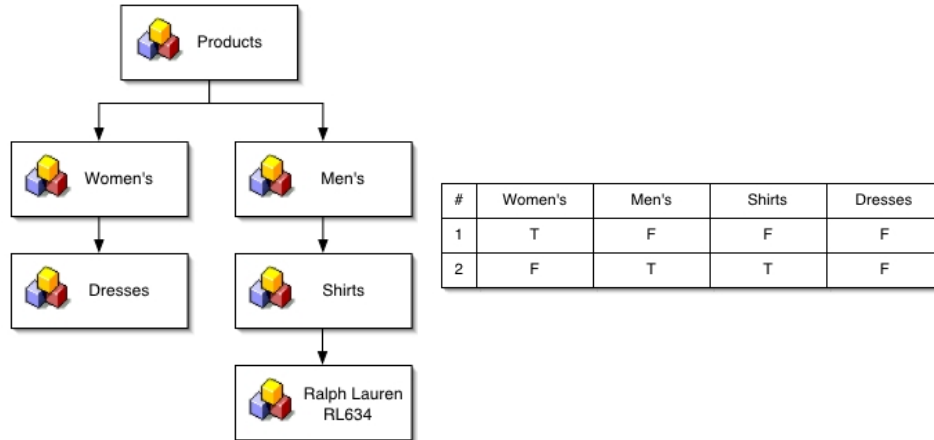 Products
Women's
Men's
Dresses
Shirts
Ralph Lauren
RL634
# Women's Men's Shirts Dresses
1 T F F F
2 F T T F